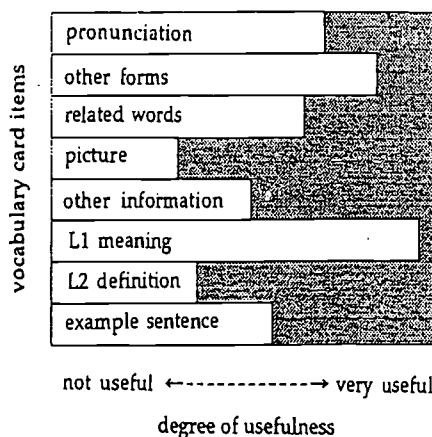 vocabulary card items
pronunciation
other forms
related words
picture
other information
L1 meaning
L2 definition
example sentence
not useful ←-----------→ very useful
degree of usefulness